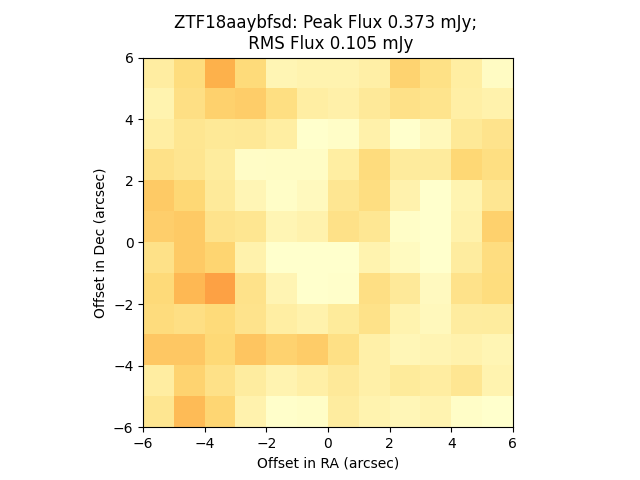 ZTF18aaybfsd: Peak Flux 0.373 mJy;
RMS Flux 0.105 mJy
6
4
2
0
−2
−4
−6
Offset in Dec (arcsec)
−6 −4 −2 0 2 4 6
Offset in RA (arcsec)